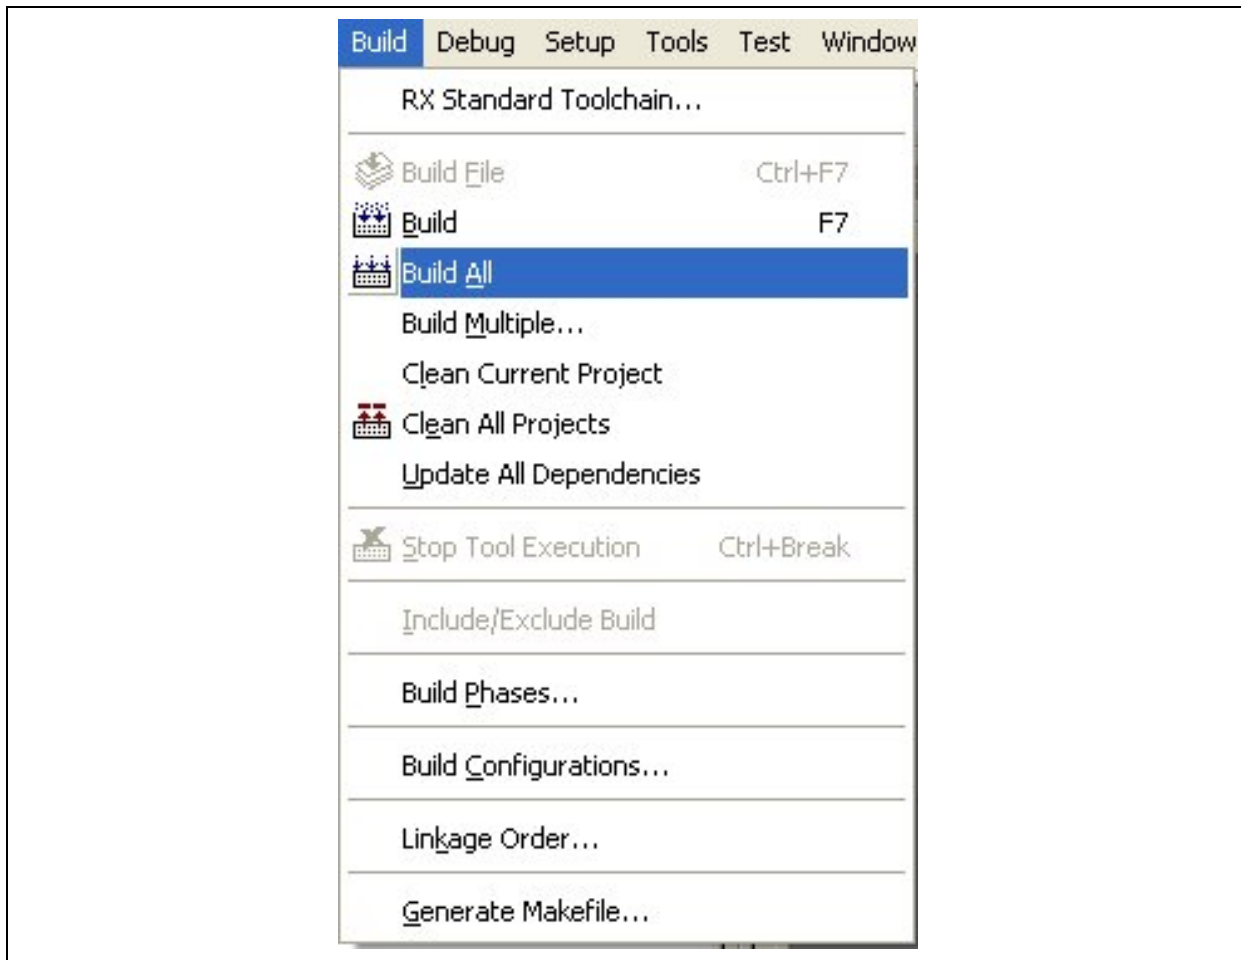 Build Debug Setup Tools Test Window
RX Standard Toolchain...
Build File Ctrl+F7
Build F7
Build All
Build Multiple...
Clean Current Project
Clean All Projects
Update All Dependencies
Stop Tool Execution Ctrl+Break
Include/Exclude Build
Build Phases...
Build Configurations...
Linkage Order...
Generate Makefile...